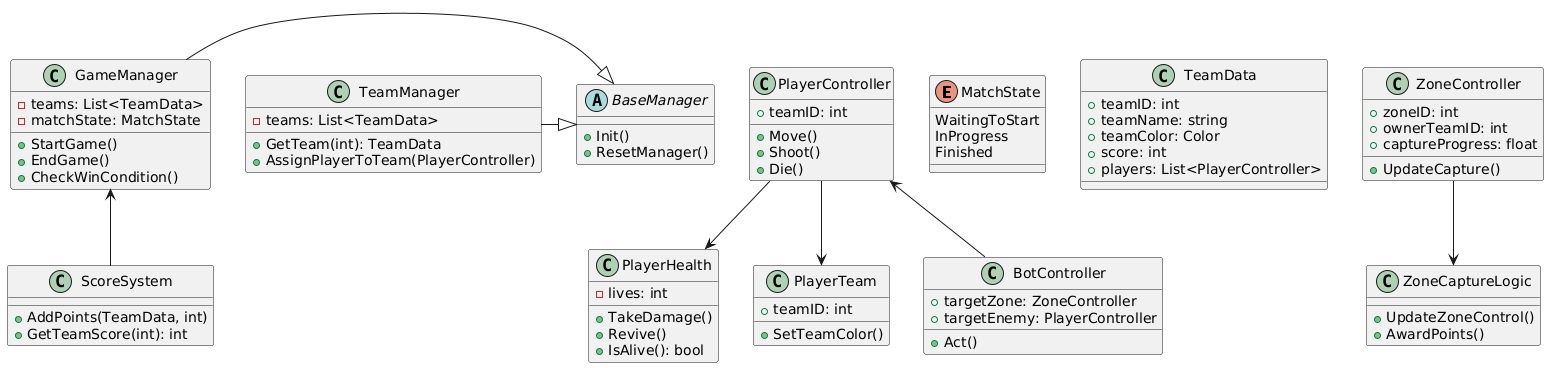 C GameManager
teams: List<TeamData>
matchState: MatchState
StartGame()
EndGame()
CheckWinCondition()
C TeamManager
teams: List<TeamData>
GetTeam(int): TeamData
AssignPlayerToTeam(PlayerController)
A BaseManager
Init()
ResetManager()
C PlayerController
teamID: int
Move()
Shoot()
Die()
E MatchState
WaitingToStart
InProgress
Finished
C TeamData
teamID: int
teamName: string
teamColor: Color
score: int
players: List<PlayerController>
C ZoneController
zoneID: int
ownerTeamID: int
captureProgress: float
UpdateCapture()
C ScoreSystem
AddPoints(TeamData, int)
GetTeamScore(int): int
C PlayerHealth
lives: int
TakeDamage()
Revive()
IsAlive(): bool
C PlayerTeam
teamID: int
SetTeamColor()
C BotController
targetZone: ZoneController
targetEnemy: PlayerController
Act()
C ZoneCaptureLogic
UpdateZoneControl()
AwardPoints()